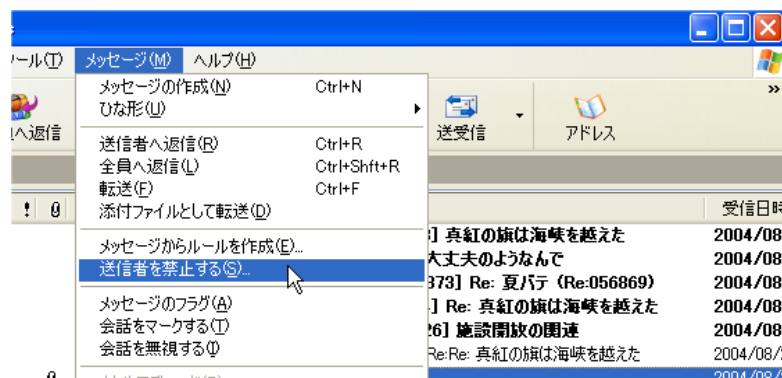 ール(T) メッセージ(M) ヘルプ(H)
メッセージの作成(N) Ctrl+N
ひな形(U)
へ返信 送受信 アドレス
送信者へ返信(R) Ctrl+R
全員へ返信(L) Ctrl+Shft+R
転送(F) Ctrl+F
添付ファイルとして転送(D)
受信日時
メッセージからルールを作成(E)...
] 真紅の旗は海峡を越えた 2004/08
送信者を禁止する(S)...
大丈夫のようなんで 2004/08
373] Re: 夏バテ (Re:056869) 2004/08
メッセージのフラグ(A)
] Re: 真紅の旗は海峡を越えた 2004/08
会話をマークする(T)
26] 施設開放の関連 2004/08
会話を無視する(I)
Re:Re: 真紅の旗は海峡を越えた 2004/08/
2004/08/